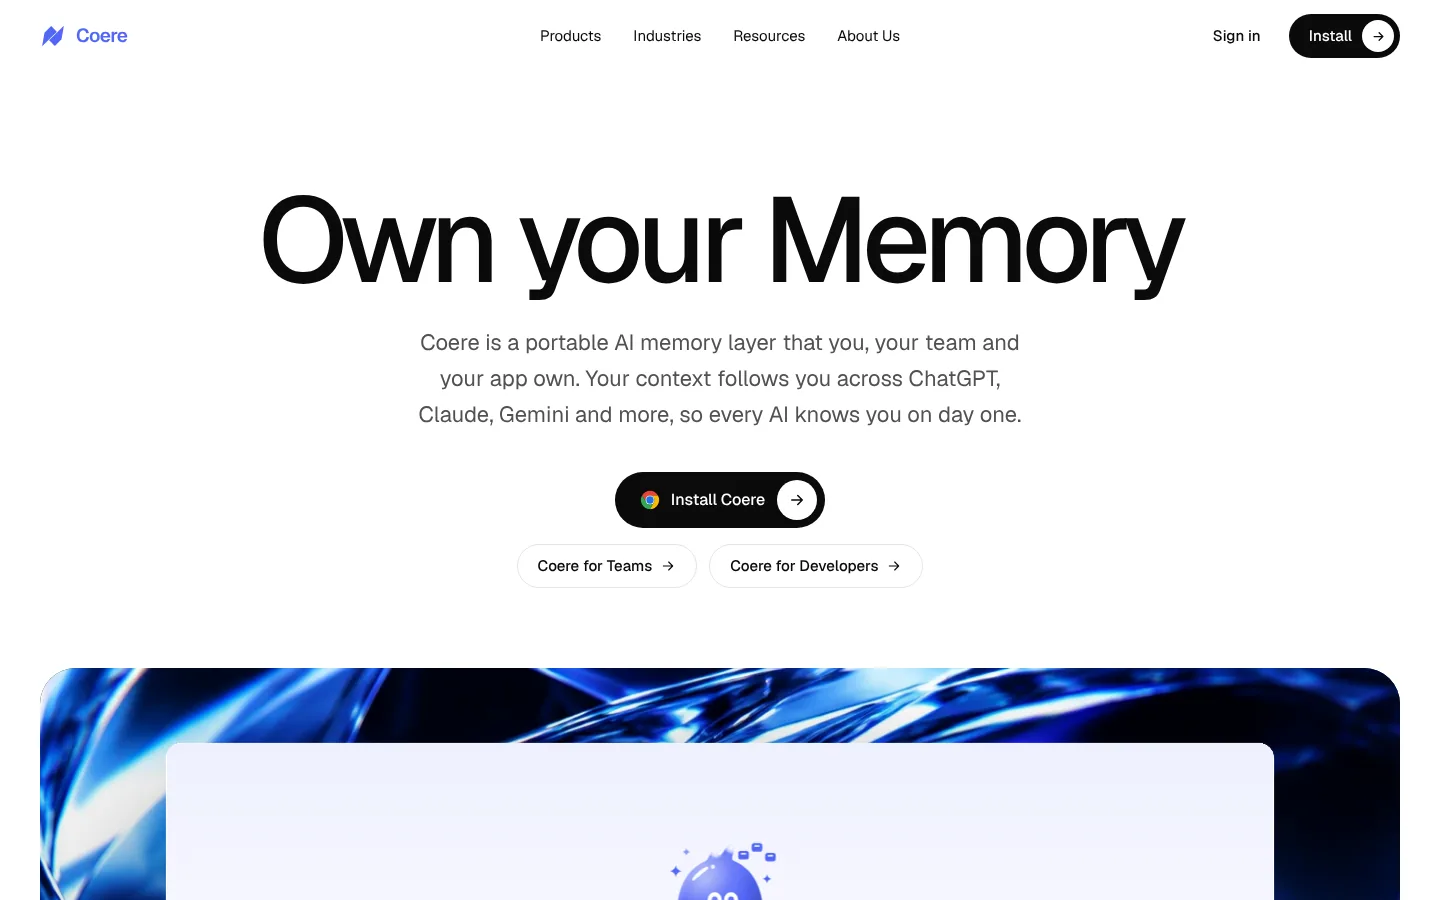 Coere
Products
Industries
Resources
About Us
Sign in
Install
Own your Memory
Coere is a portable AI memory layer that you, your team and
your app own. Your context follows you across ChatGPT,
Claude, Gemini and more, so every AI knows you on day one.
Install Coere
Coere for Teams
Coere for Developers